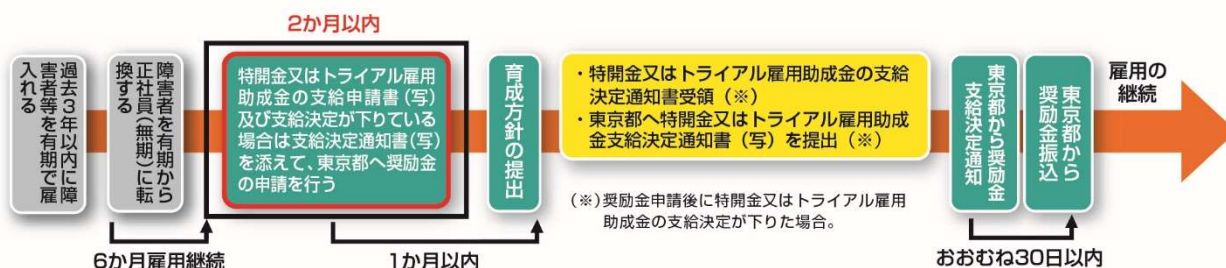 2か月以内
過去3年以内に障
害者等を有期で雇
入れる
障害者を有期から
正社員(無期)に転
換する
特開金又はトライアル雇用
助成金の支給申請書(写)
及び支給決定が下りている
場合は支給決定通知書(写)
を添えて、東京都へ奨励金
の申請を行う
育成方針の提出
・特開金又はトライアル雇用助成金の支給
決定通知書受領(※)
・東京都へ特開金又はトライアル雇用助成
金支給決定通知書(写)を提出(※)
(※)奨励金申請後に特開金又はトライアル雇用
助成金の支給決定が下りた場合。
東京都から奨励金
支給決定通知
東京都から
奨励金振込
雇用の
継続
6か月雇用継続
1か月以内
おおむね30日以内